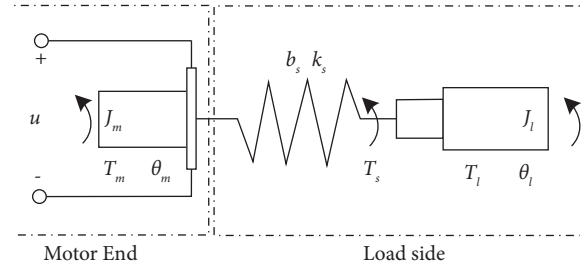 +
u
-
J_m
T_m θ_m
b_s k_s
T_s
J_l
T_l θ_l
Motor End
Load side